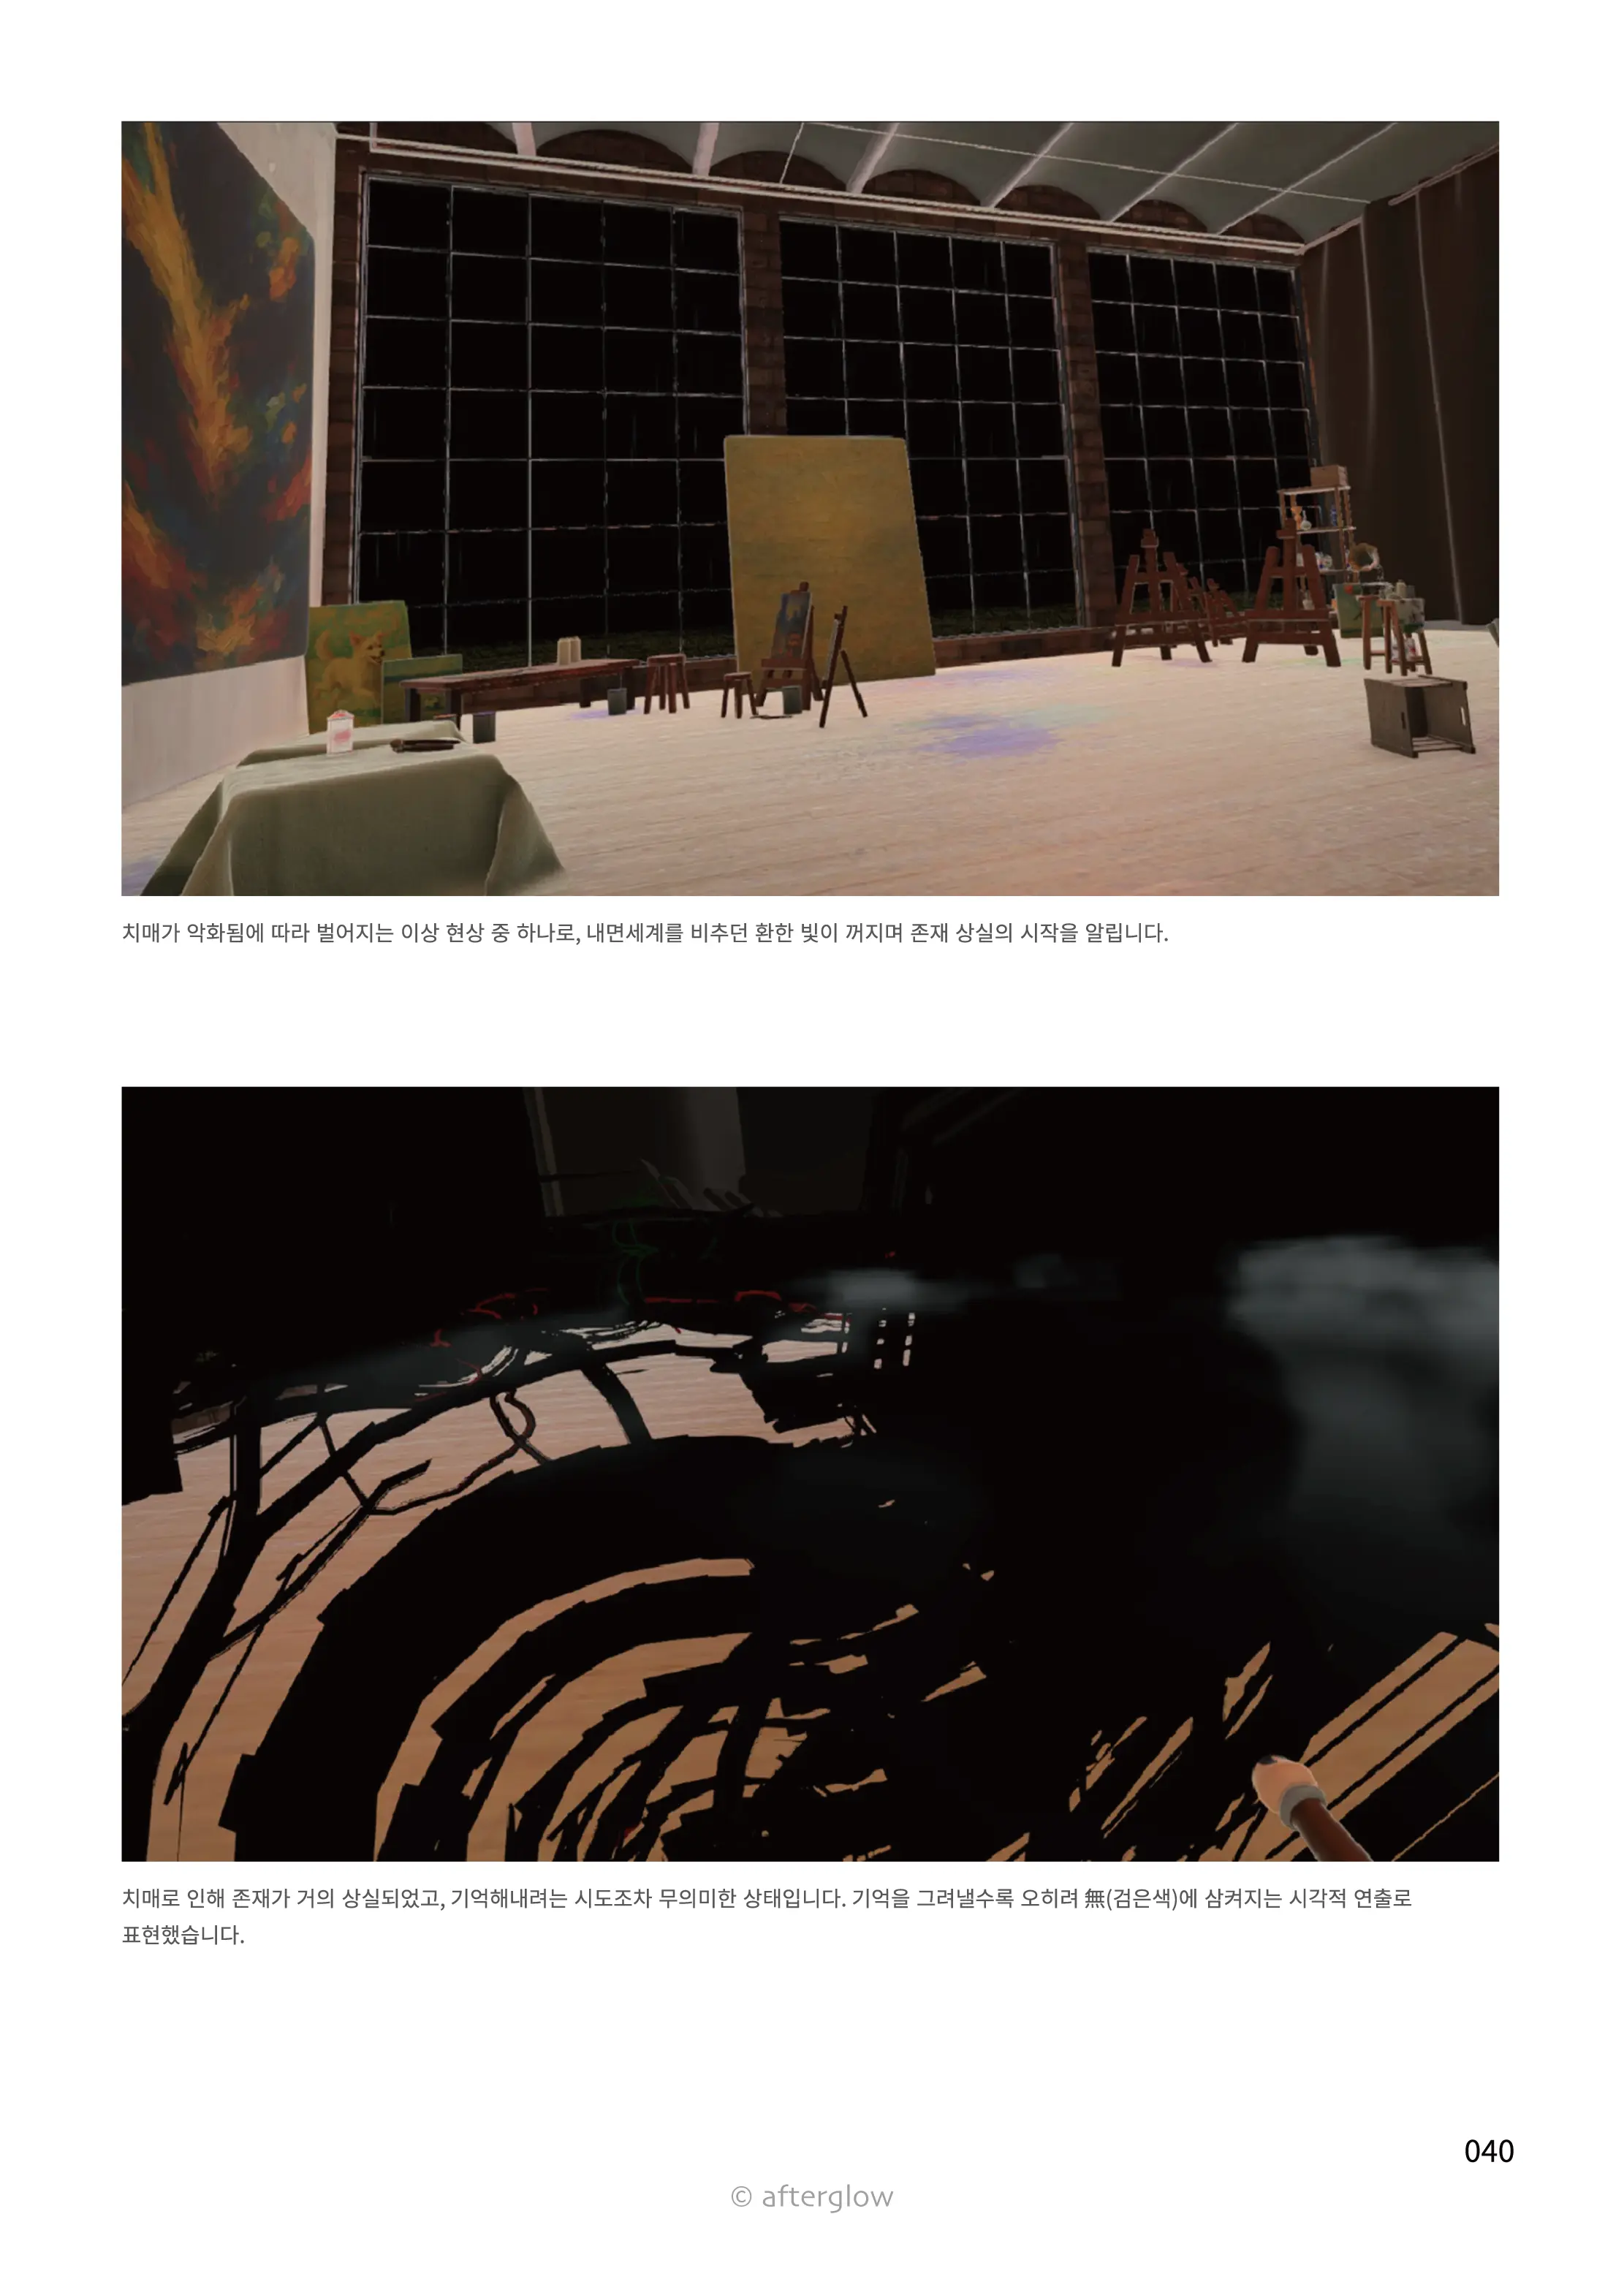 치매가 악화됨에 따라 벌어지는 이상 현상 중 하나로, 내면세계를 비추던 환한 빛이 꺼지며 존재 상실의 시작을 알립니다.
치매로 인해 존재가 거의 상실되었고, 기억해내려는 시도조차 무의미한 상태입니다. 기억을 그려낼수록 오히려 無(검은색)에 삼켜지는 시각적 연출로
표현했습니다.
040
© afterglow